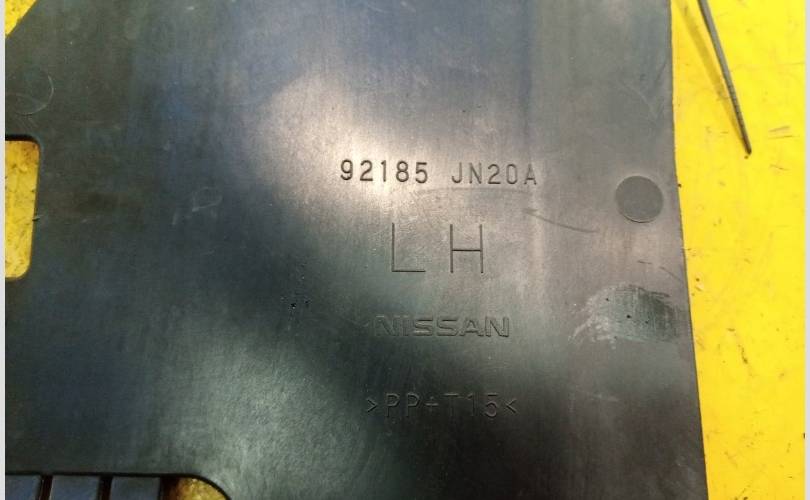 92185 JN20A
LH
NISSAN
>PP+T15<